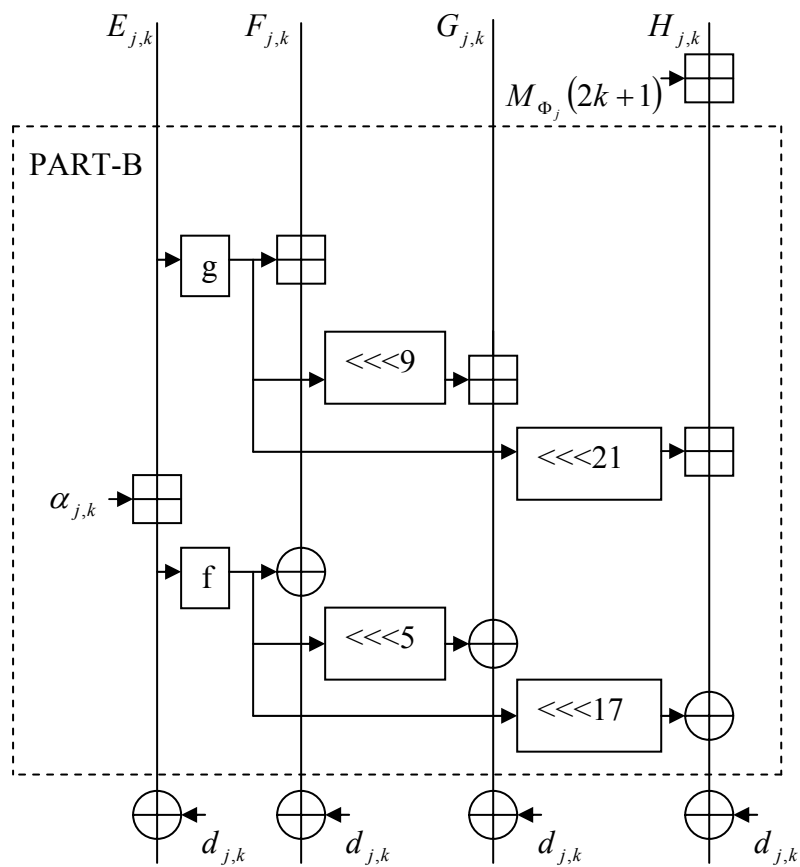 E_{j,k} F_{j,k} G_{j,k} H_{j,k}
M_{Φ_j}(2k+1)
PART-B
g
<<<9
<<<21
α_{j,k}
f
<<<5
<<<17
d_{j,k} d_{j,k} d_{j,k} d_{j,k}